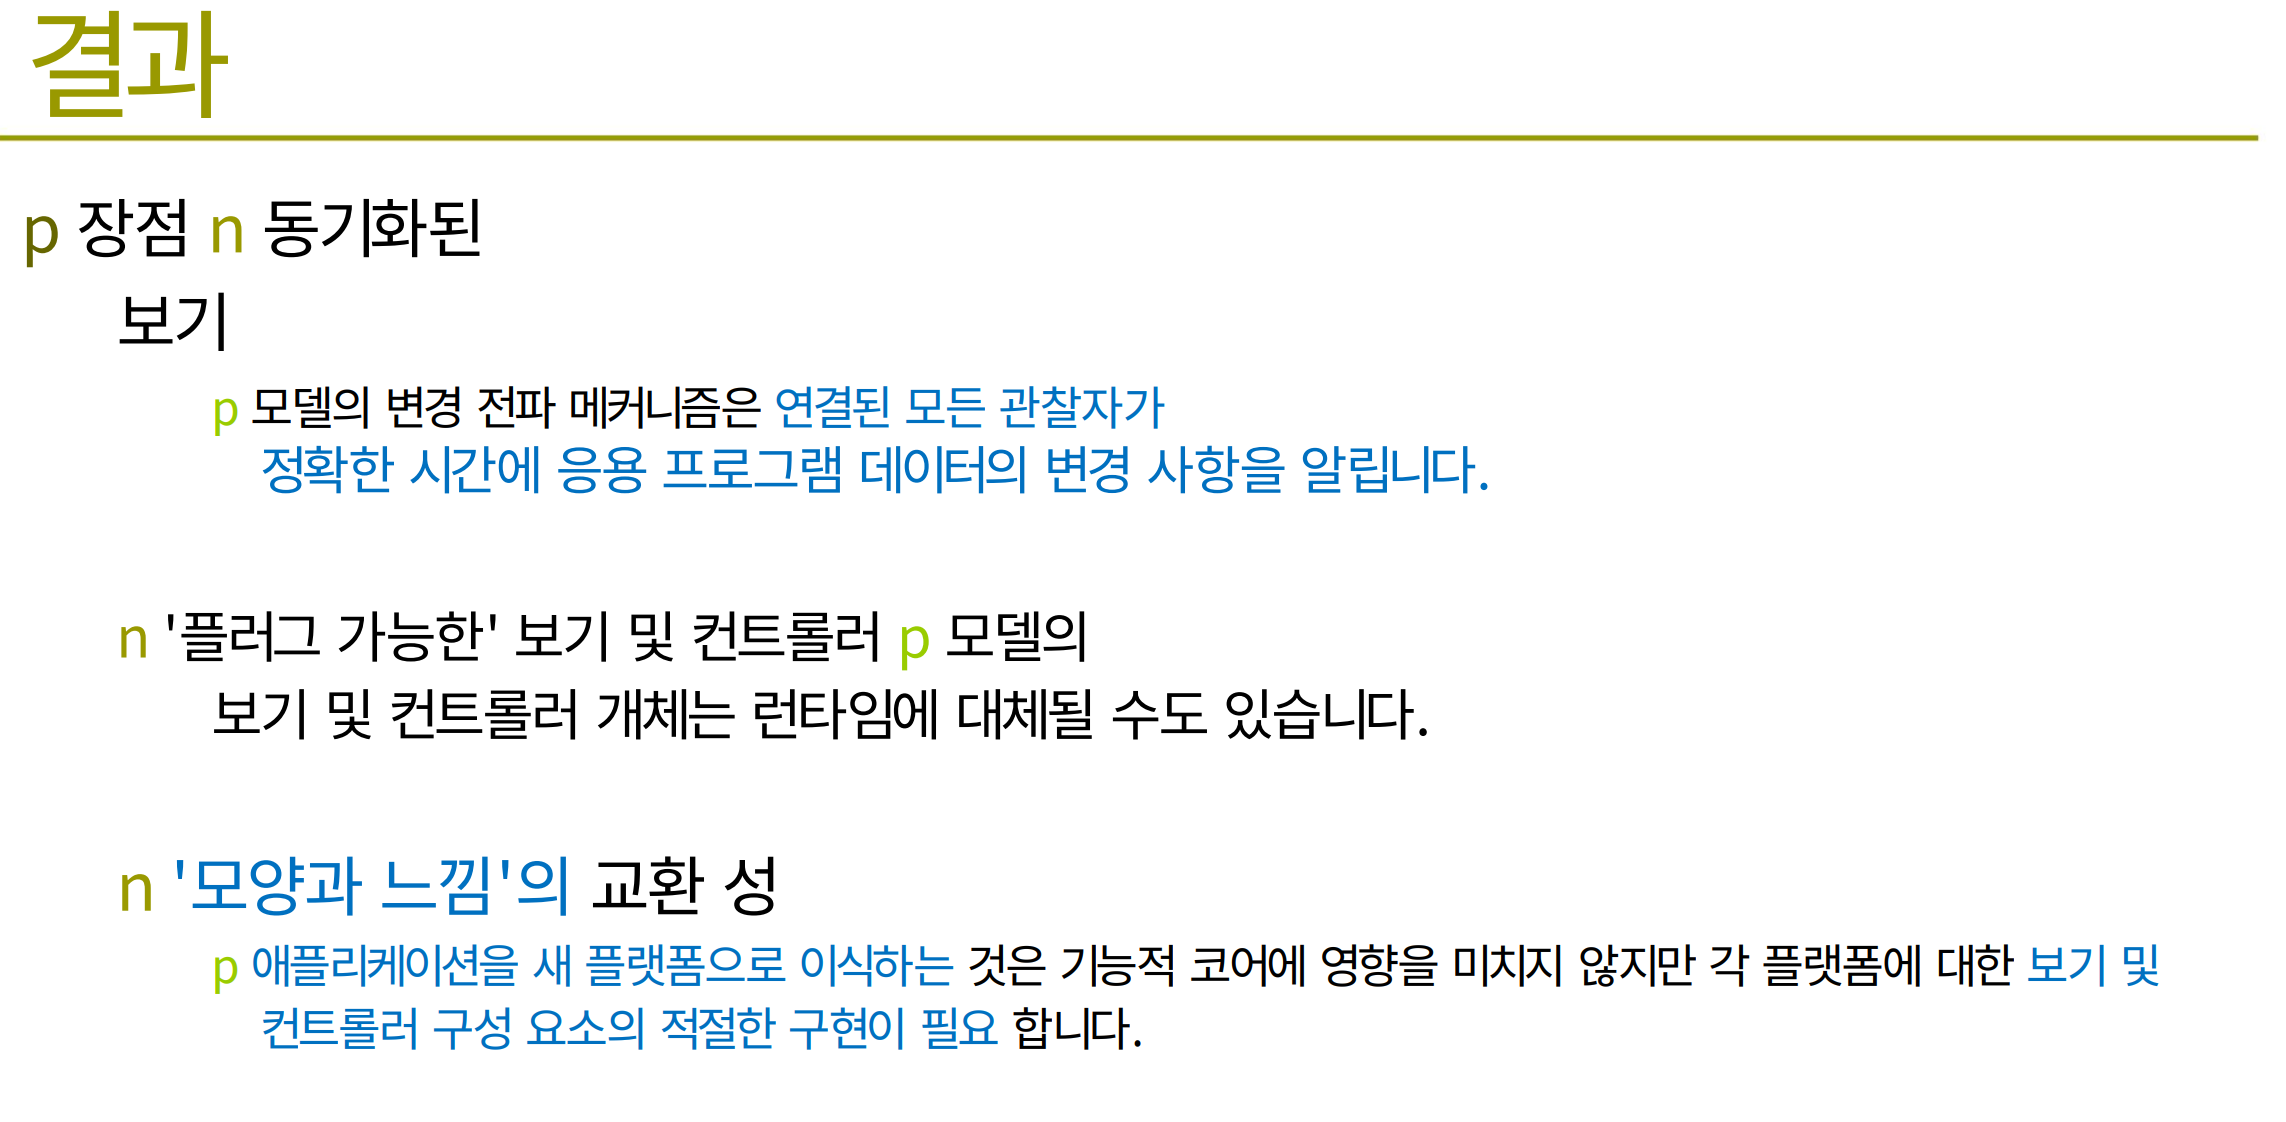 결과
p 장점 n 동기화된
보기
p 모델의 변경 전파 메커니즘은 연결된 모든 관찰자가
정확한 시간에 응용 프로그램 데이터의 변경 사항을 알립니다.
n '플러그 가능한' 보기 및 컨트롤러 p 모델의
보기 및 컨트롤러 개체는 런타임에 대체될 수도 있습니다.
n '모양과 느낌'의 교환 성
p 애플리케이션을 새 플랫폼으로 이식하는 것은 기능적 코어에 영향을 미치지 않지만 각 플랫폼에 대한 보기 및
컨트롤러 구성 요소의 적절한 구현이 필요 합니다.